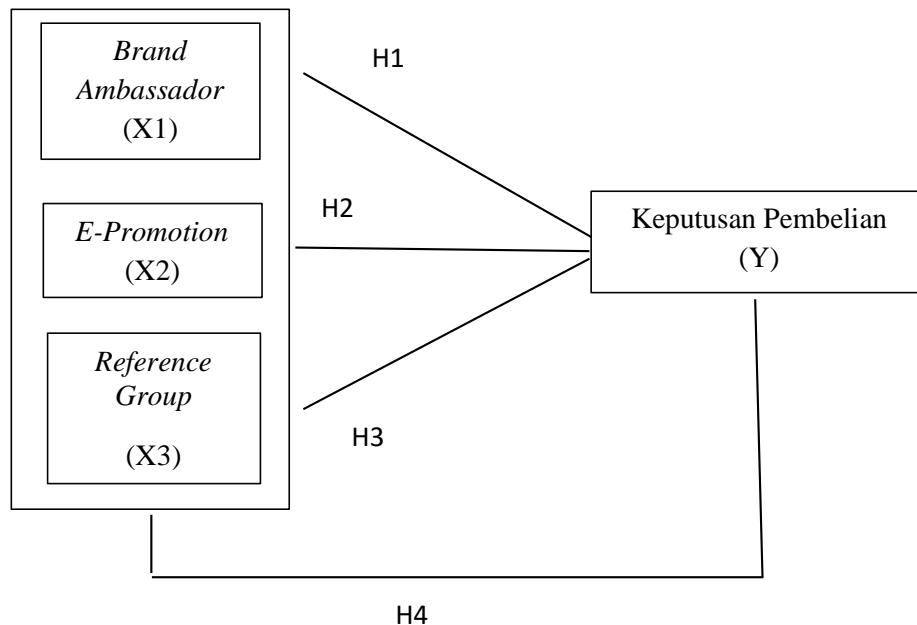 Brand
Ambassador
(X1)
E-Promotion
(X2)
Reference
Group
(X3)
H1
H2
H3
Keputusan Pembelian
(Y)
H4